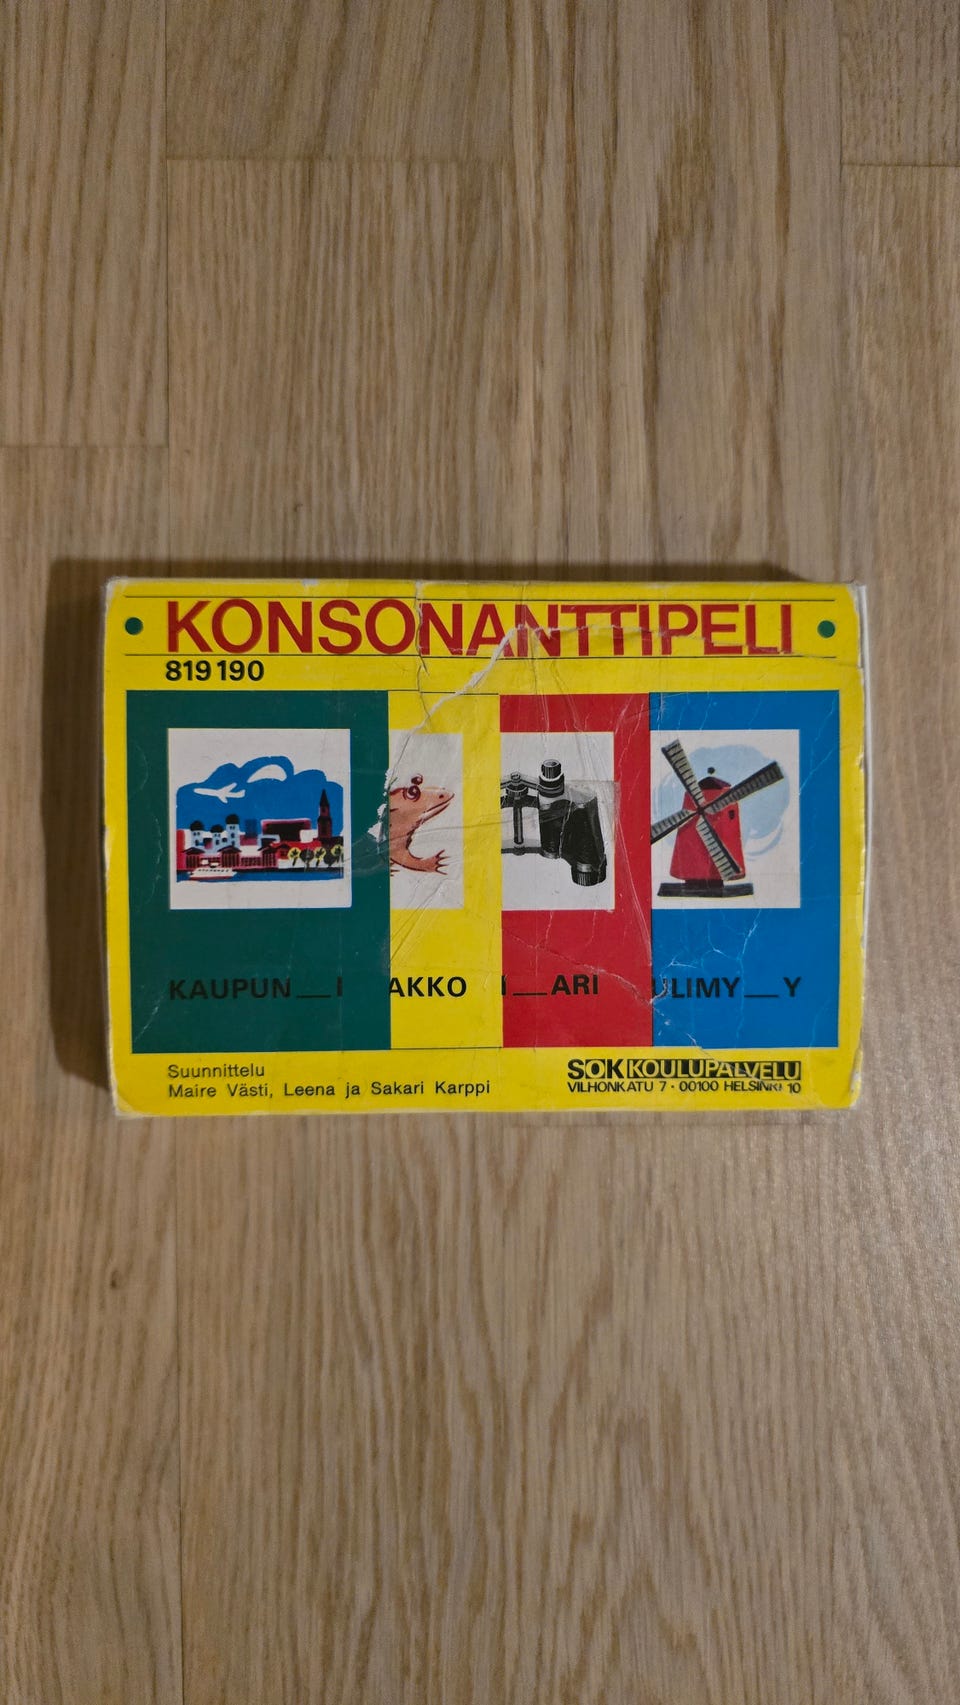 KONSONANTTIPELI
819 190
KAUPUN__I AKKO I__ARI ULIMY__Y
Suunnittelu
Maire Västi, Leena ja Sakari Karppi
SOK KOULUPALVELU
VILHONKATU 7 · 00100 HELSINKI 10